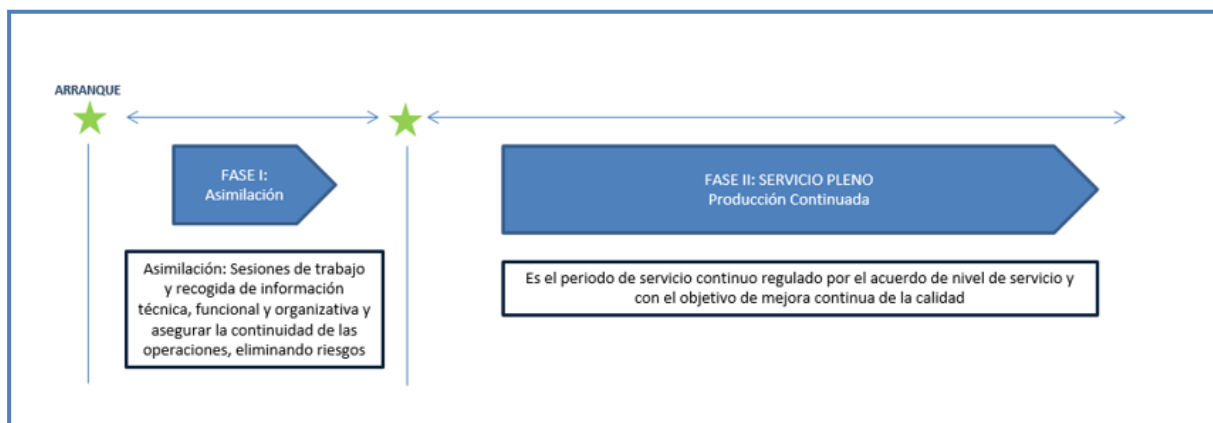 ARRANQUE
FASE I:
Asimilación
FASE II: SERVICIO PLENO
Producción Continuada
Asimilación: Sesiones de trabajo
y recogida de información
técnica, funcional y organizativa y
asegurar la continuidad de las
operaciones, eliminando riesgos
Es el periodo de servicio continuo regulado por el acuerdo de nivel de servicio y
con el objetivo de mejora continua de la calidad